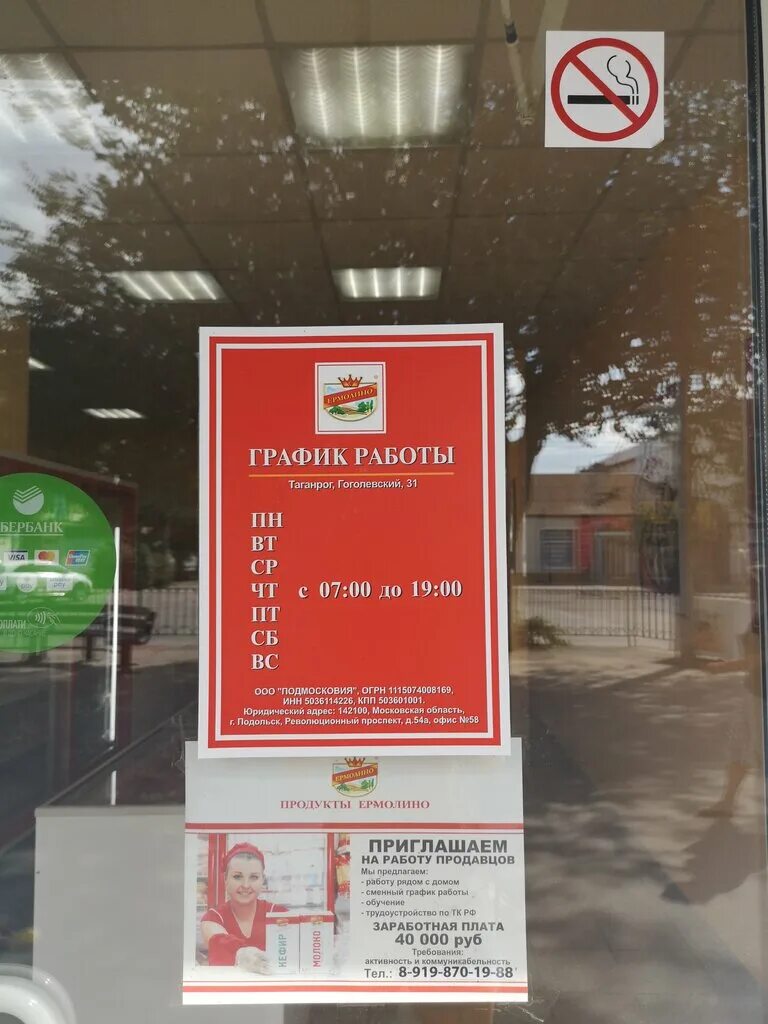 ЕРМОЛИНО
ГРАФИК РАБОТЫ
Таганрог, Гоголевский, 31
ПН
ВТ
СР
ЧТ с 07:00 до 19:00
ПТ
СБ
ВС
ООО "ПОДМОСКОВИЯ", ОГРН 1115074008169,
ИНН 5036114226, КПП 503601001.
Юридический адрес: 142100, Московская область,
г. Подольск, Революционный проспект, д.54а, офис №58
БЕРБАНК
VISA
pay
ОПЛАТИ
ЕРМОЛИНО
ПРОДУКТЫ ЕРМОЛИНО
ПРИГЛАШАЕМ
НА РАБОТУ ПРОДАВЦОВ
Мы предлагаем:
- работу рядом с домом
- сменный график работы
- обучение
- трудоустройство по ТК РФ
ЗАРАБОТНАЯ ПЛАТА
40 000 руб
Требования:
активность и коммуникабельность
Тел.: 8-919-870-19-88
КЕФИР
МОЛОКО